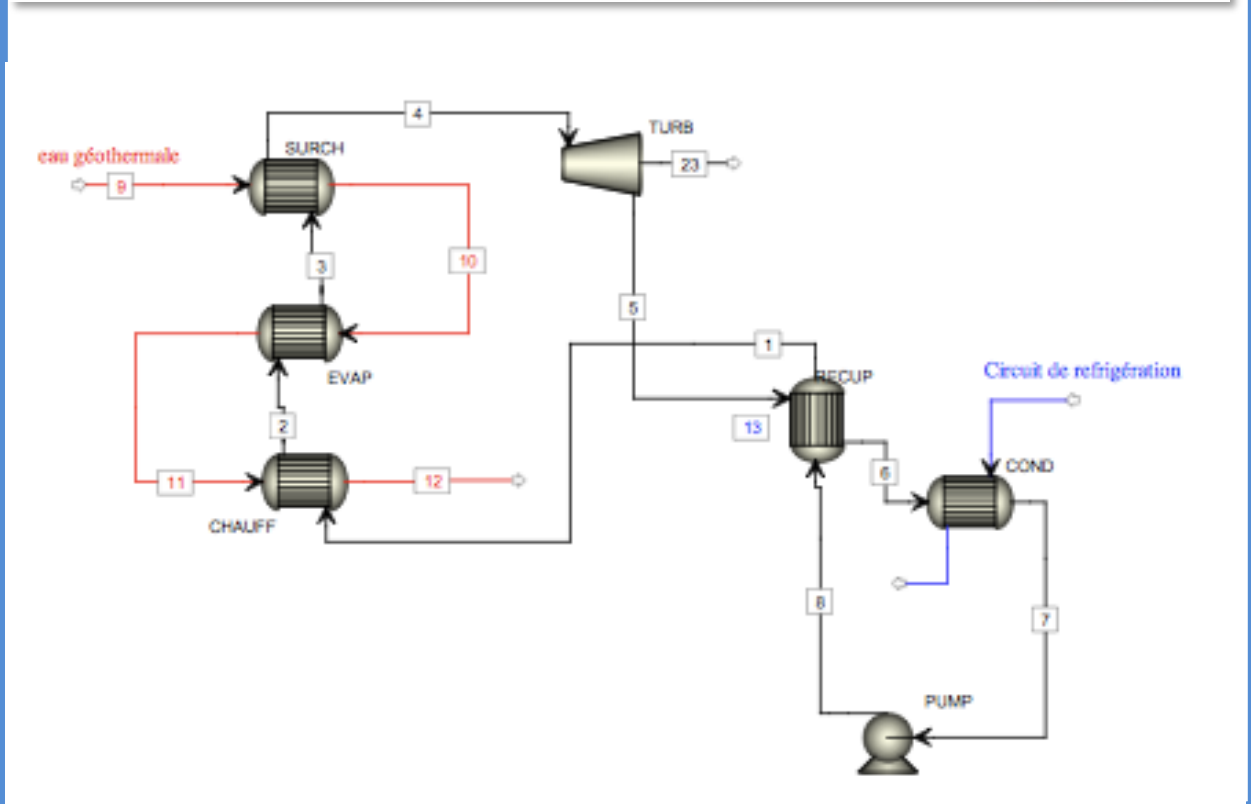 4
TURB
SURCH
eau géothermale
23
9
10
3
5
1
EVAP
RECUP
Circuit de refrigération
2
13
COND
6
11
12
CHAUFF
8
7
PUMP